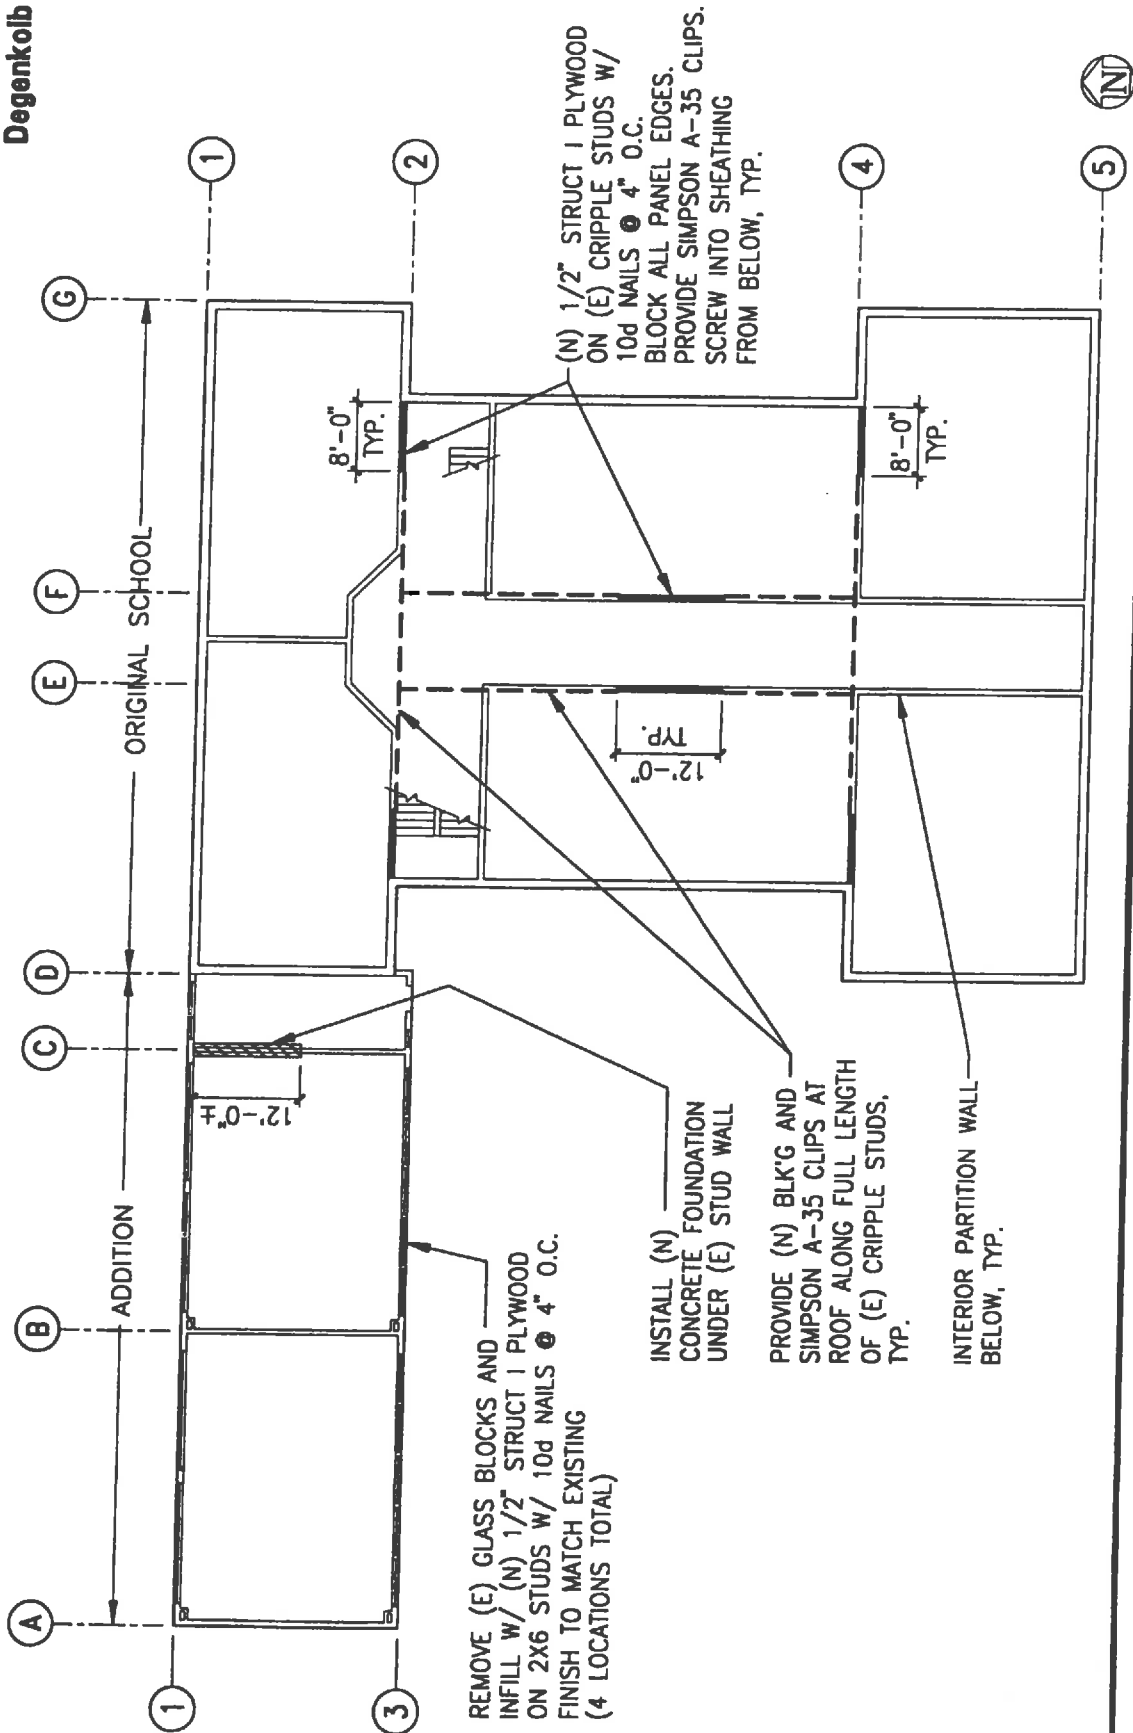 Degenkolb
A
B
C
D
E
F
G
ADDITION
ORIGINAL SCHOOL
1
3
1
2
4
5
12'-0"±
8'-0"
TYP.
12'-0"
TYP.
8'-0"
TYP.
REMOVE (E) GLASS BLOCKS AND
INFILL W/ (N) 1/2" STRUCT I PLYWOOD
ON 2X6 STUDS W/ 10d NAILS @ 4" O.C.
FINISH TO MATCH EXISTING
(4 LOCATIONS TOTAL)
INSTALL (N)
CONCRETE FOUNDATION
UNDER (E) STUD WALL
PROVIDE (N) BLK'G AND
SIMPSON A-35 CLIPS AT
ROOF ALONG FULL LENGTH
OF (E) CRIPPLE STUDS,
TYP.
INTERIOR PARTITION WALL
BELOW, TYP.
(N) 1/2" STRUCT I PLYWOOD
ON (E) CRIPPLE STUDS W/
10d NAILS @ 4" O.C.
BLOCK ALL PANEL EDGES.
PROVIDE SIMPSON A-35 CLIPS.
SCREW INTO SHEATHING
FROM BELOW, TYP.
N